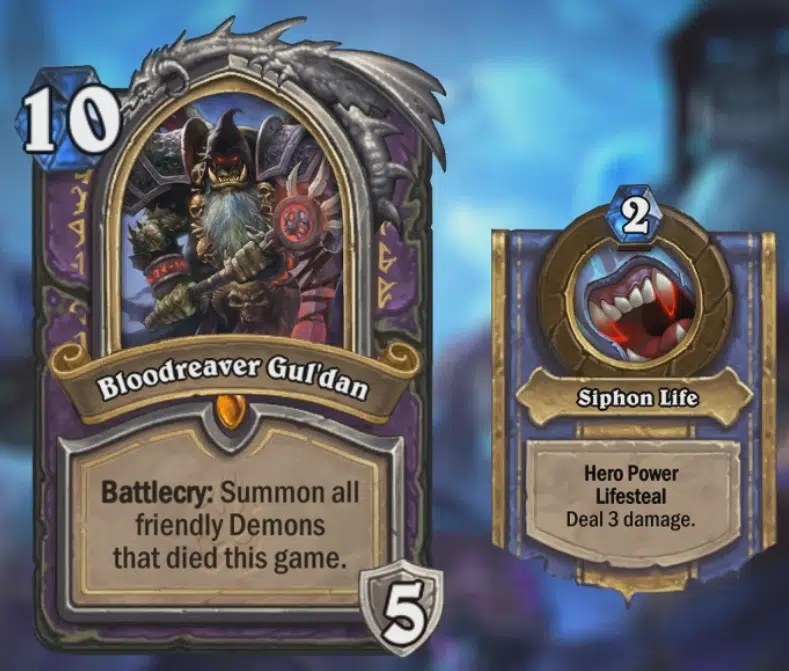 10
Bloodreaver Gul'dan
Battlecry: Summon all
friendly Demons
that died this game.
5
2
Siphon Life
Hero Power
Lifesteal
Deal 3 damage.